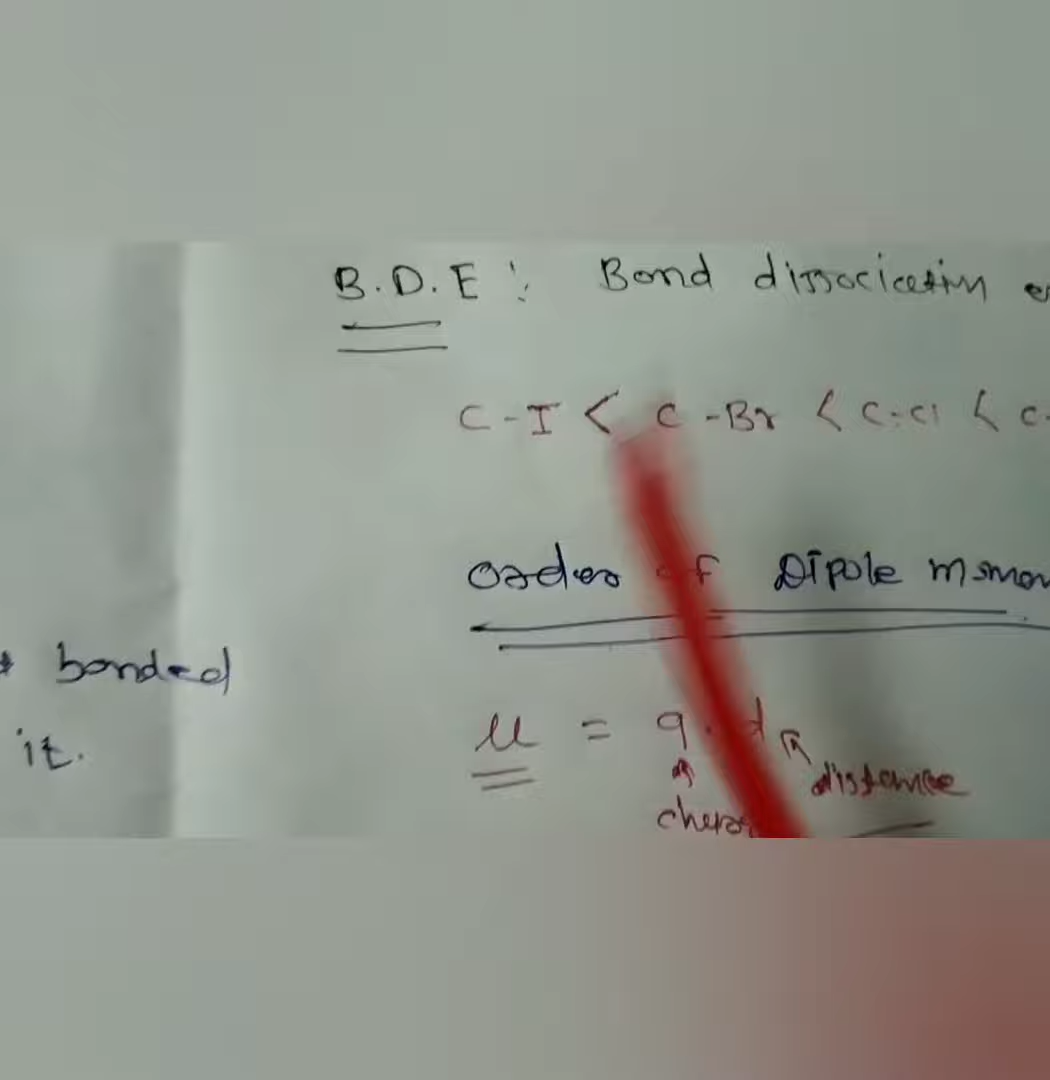 B.D.E : Bond dissociation
C-I < C-Br < C-Cl < C-
Order of Dipole
bonded
μ = q.d
it.
distance